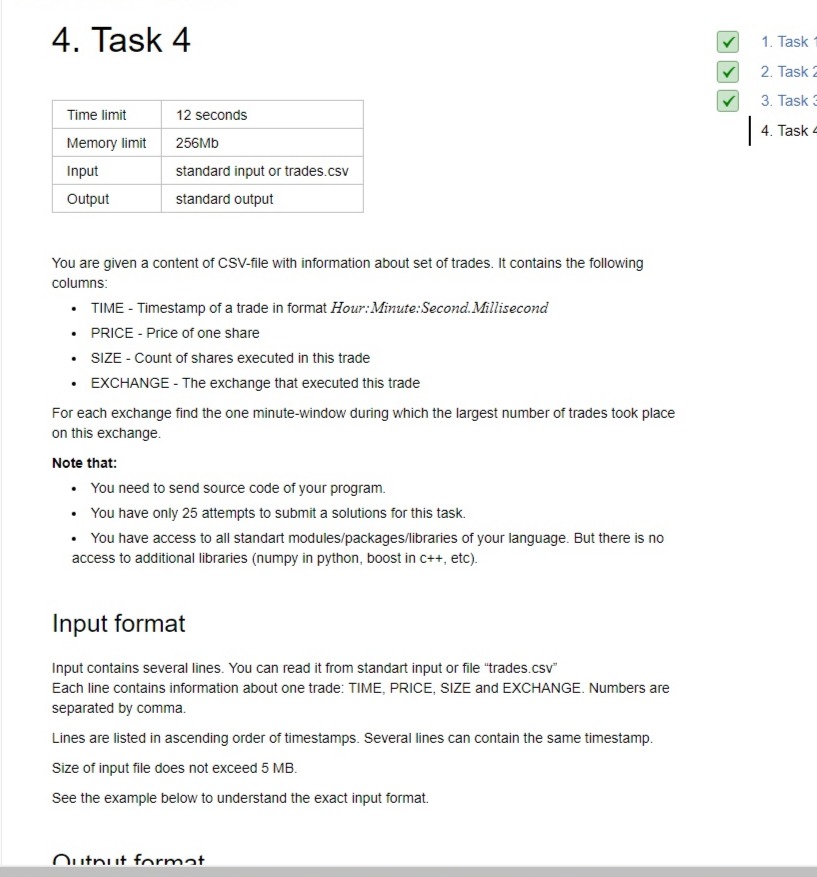 4. Task 4
1. Task 1
2. Task 2
3. Task 3
4. Task 4
Time limit 12 seconds
Memory limit 256Mb
Input standard input or trades.csv
Output standard output
You are given a content of CSV-file with information about set of trades. It contains the following
columns:
• TIME - Timestamp of a trade in format Hour:Minute:Second.Millisecond
• PRICE - Price of one share
• SIZE - Count of shares executed in this trade
• EXCHANGE - The exchange that executed this trade
For each exchange find the one minute-window during which the largest number of trades took place
on this exchange.
Note that:
• You need to send source code of your program.
• You have only 25 attempts to submit a solutions for this task.
• You have access to all standart modules/packages/libraries of your language. But there is no
access to additional libraries (numpy in python, boost in c++, etc).
Input format
Input contains several lines. You can read it from standart input or file “trades.csv”
Each line contains information about one trade: TIME, PRICE, SIZE and EXCHANGE. Numbers are
separated by comma.
Lines are listed in ascending order of timestamps. Several lines can contain the same timestamp.
Size of input file does not exceed 5 MB.
See the example below to understand the exact input format.
Output format